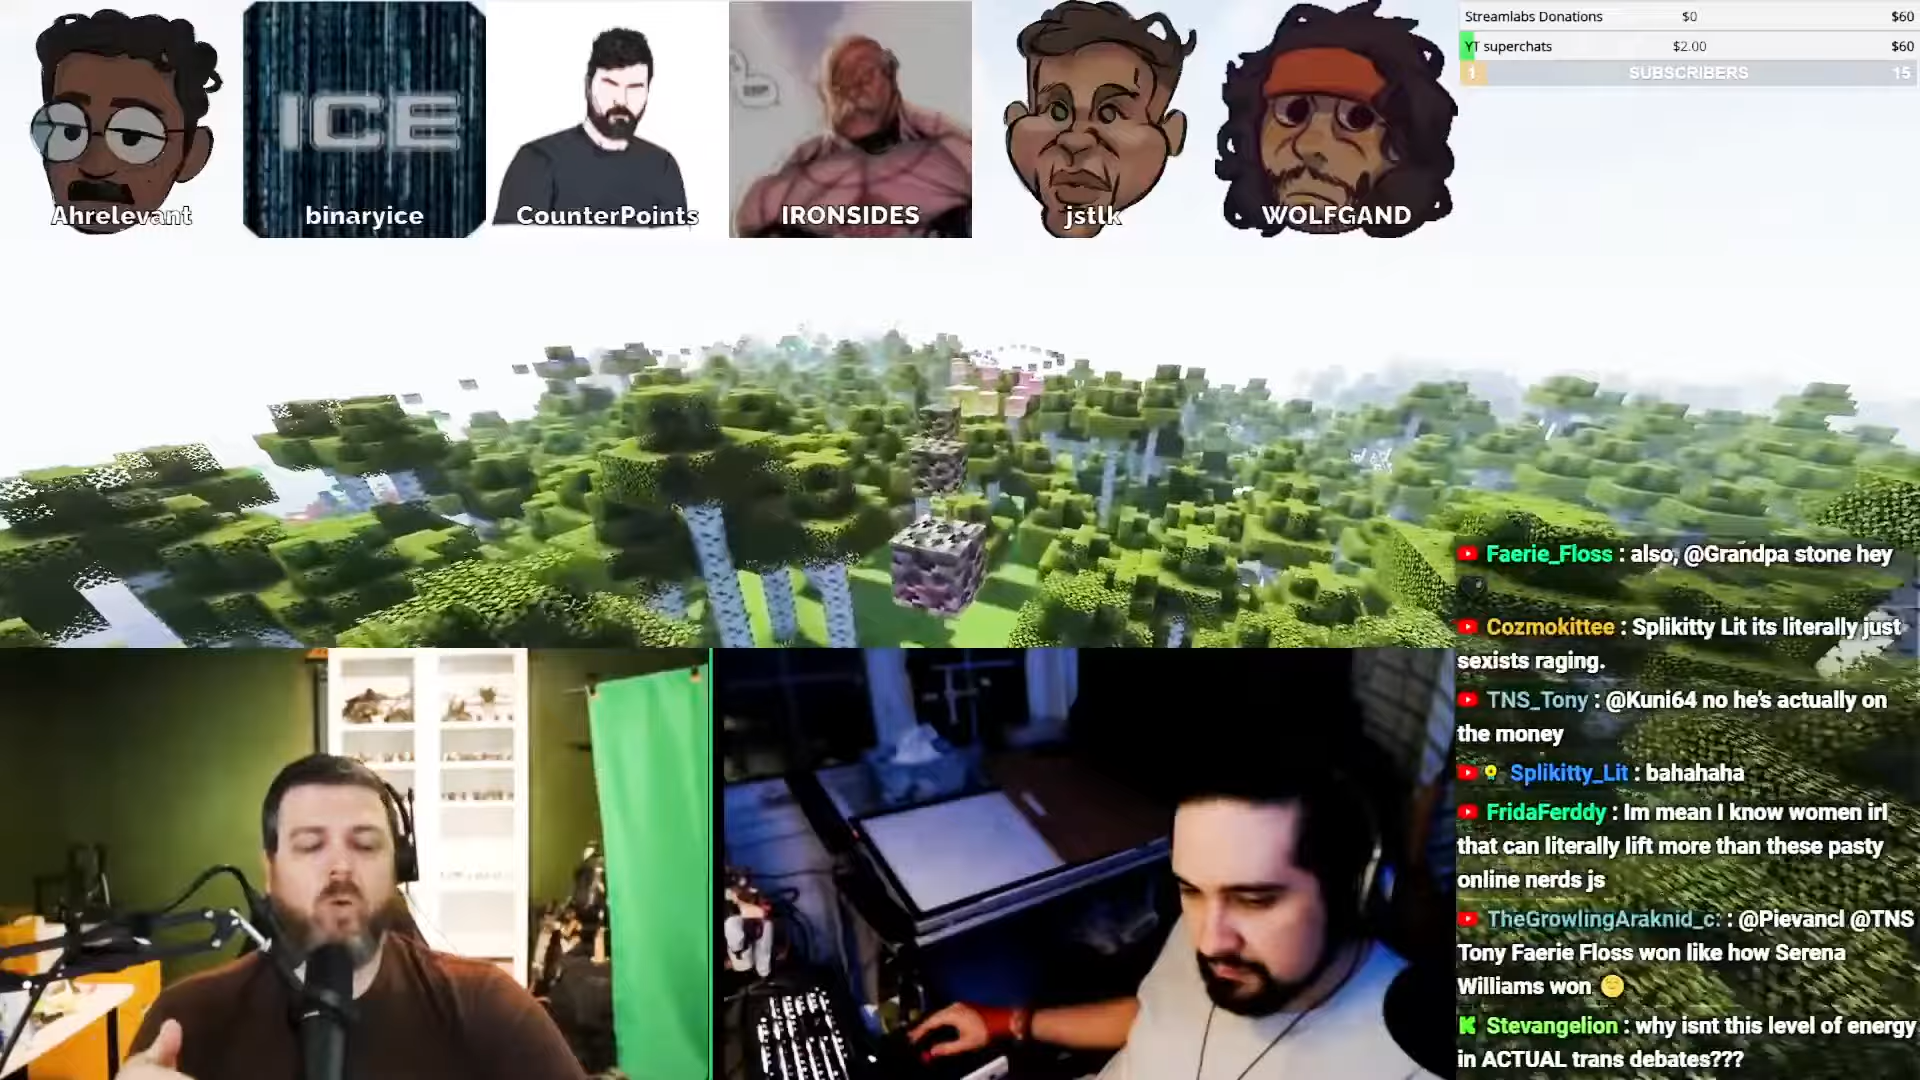 Streamlabs Donations $0 $60
YT superchats $2.00 $60
1 SUBSCRIBERS 15
ICE
Ahrelevant
binaryice
CounterPoints
IRONSIDES
jstlk
WOLFGAND
Faerie_Floss : also, @Grandpa stone hey
Cozmokittee : Splikitty Lit its literally just
sexists raging.
TNS_Tony : @Kuni64 no he's actually on
the money
Splikitty_Lit : bahahaha
FridaFerddy : Im mean I know women irl
that can literally lift more than these pasty
online nerds js
TheGrowlingAraknid_c: : @Pievancl @TNS
Tony Faerie Floss won like how Serena
Williams won
Stevangelion : why isnt this level of energy
in ACTUAL trans debates???